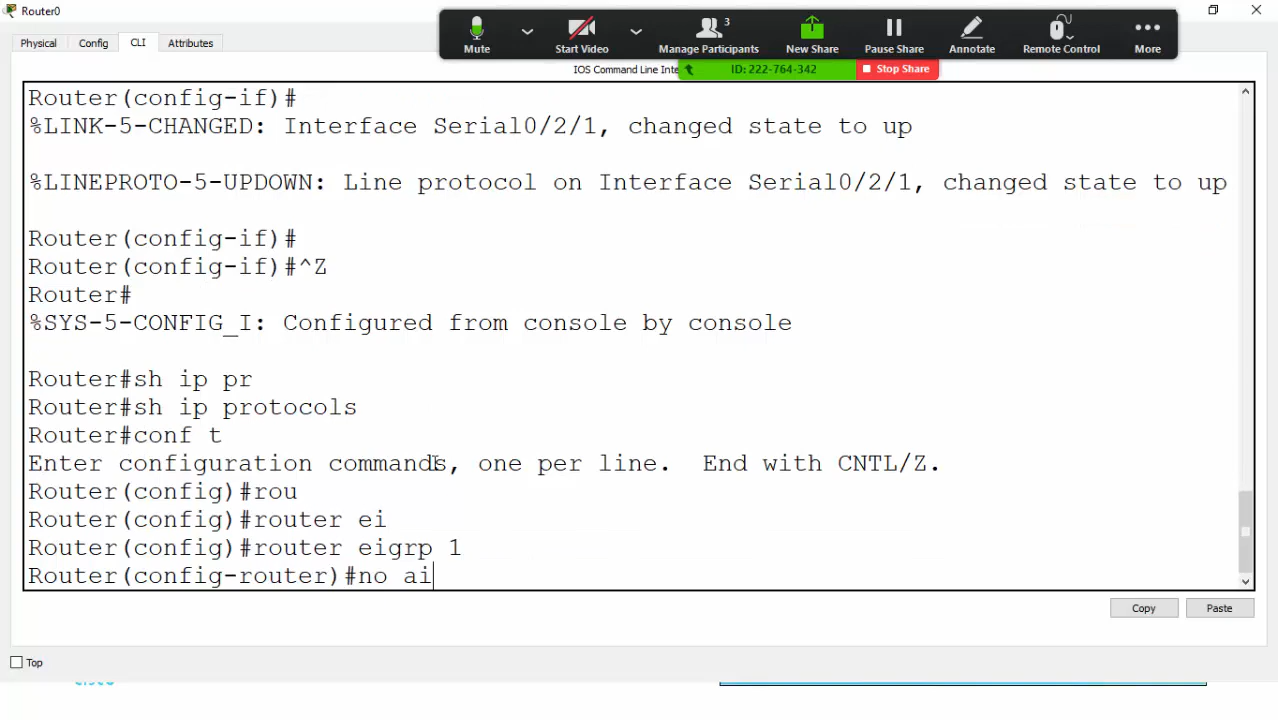 Router0
Physical
Config
CLI
Attributes
Mute
Start Video
3
Manage Participants
New Share
Pause Share
Annotate
Remote Control
More
IOS Command Line Inte
ID: 222-764-342
Stop Share
Router(config-if)#
%LINK-5-CHANGED: Interface Serial0/2/1, changed state to up
%LINEPROTO-5-UPDOWN: Line protocol on Interface Serial0/2/1, changed state to up
Router(config-if)#
Router(config-if)#^Z
Router#
%SYS-5-CONFIG_I: Configured from console by console
Router#sh ip pr
Router#sh ip protocols
Router#conf t
Enter configuration commands, one per line.  End with CNTL/Z.
Router(config)#rou
Router(config)#router ei
Router(config)#router eigrp 1
Router(config-router)#no ai
Copy
Paste
Top